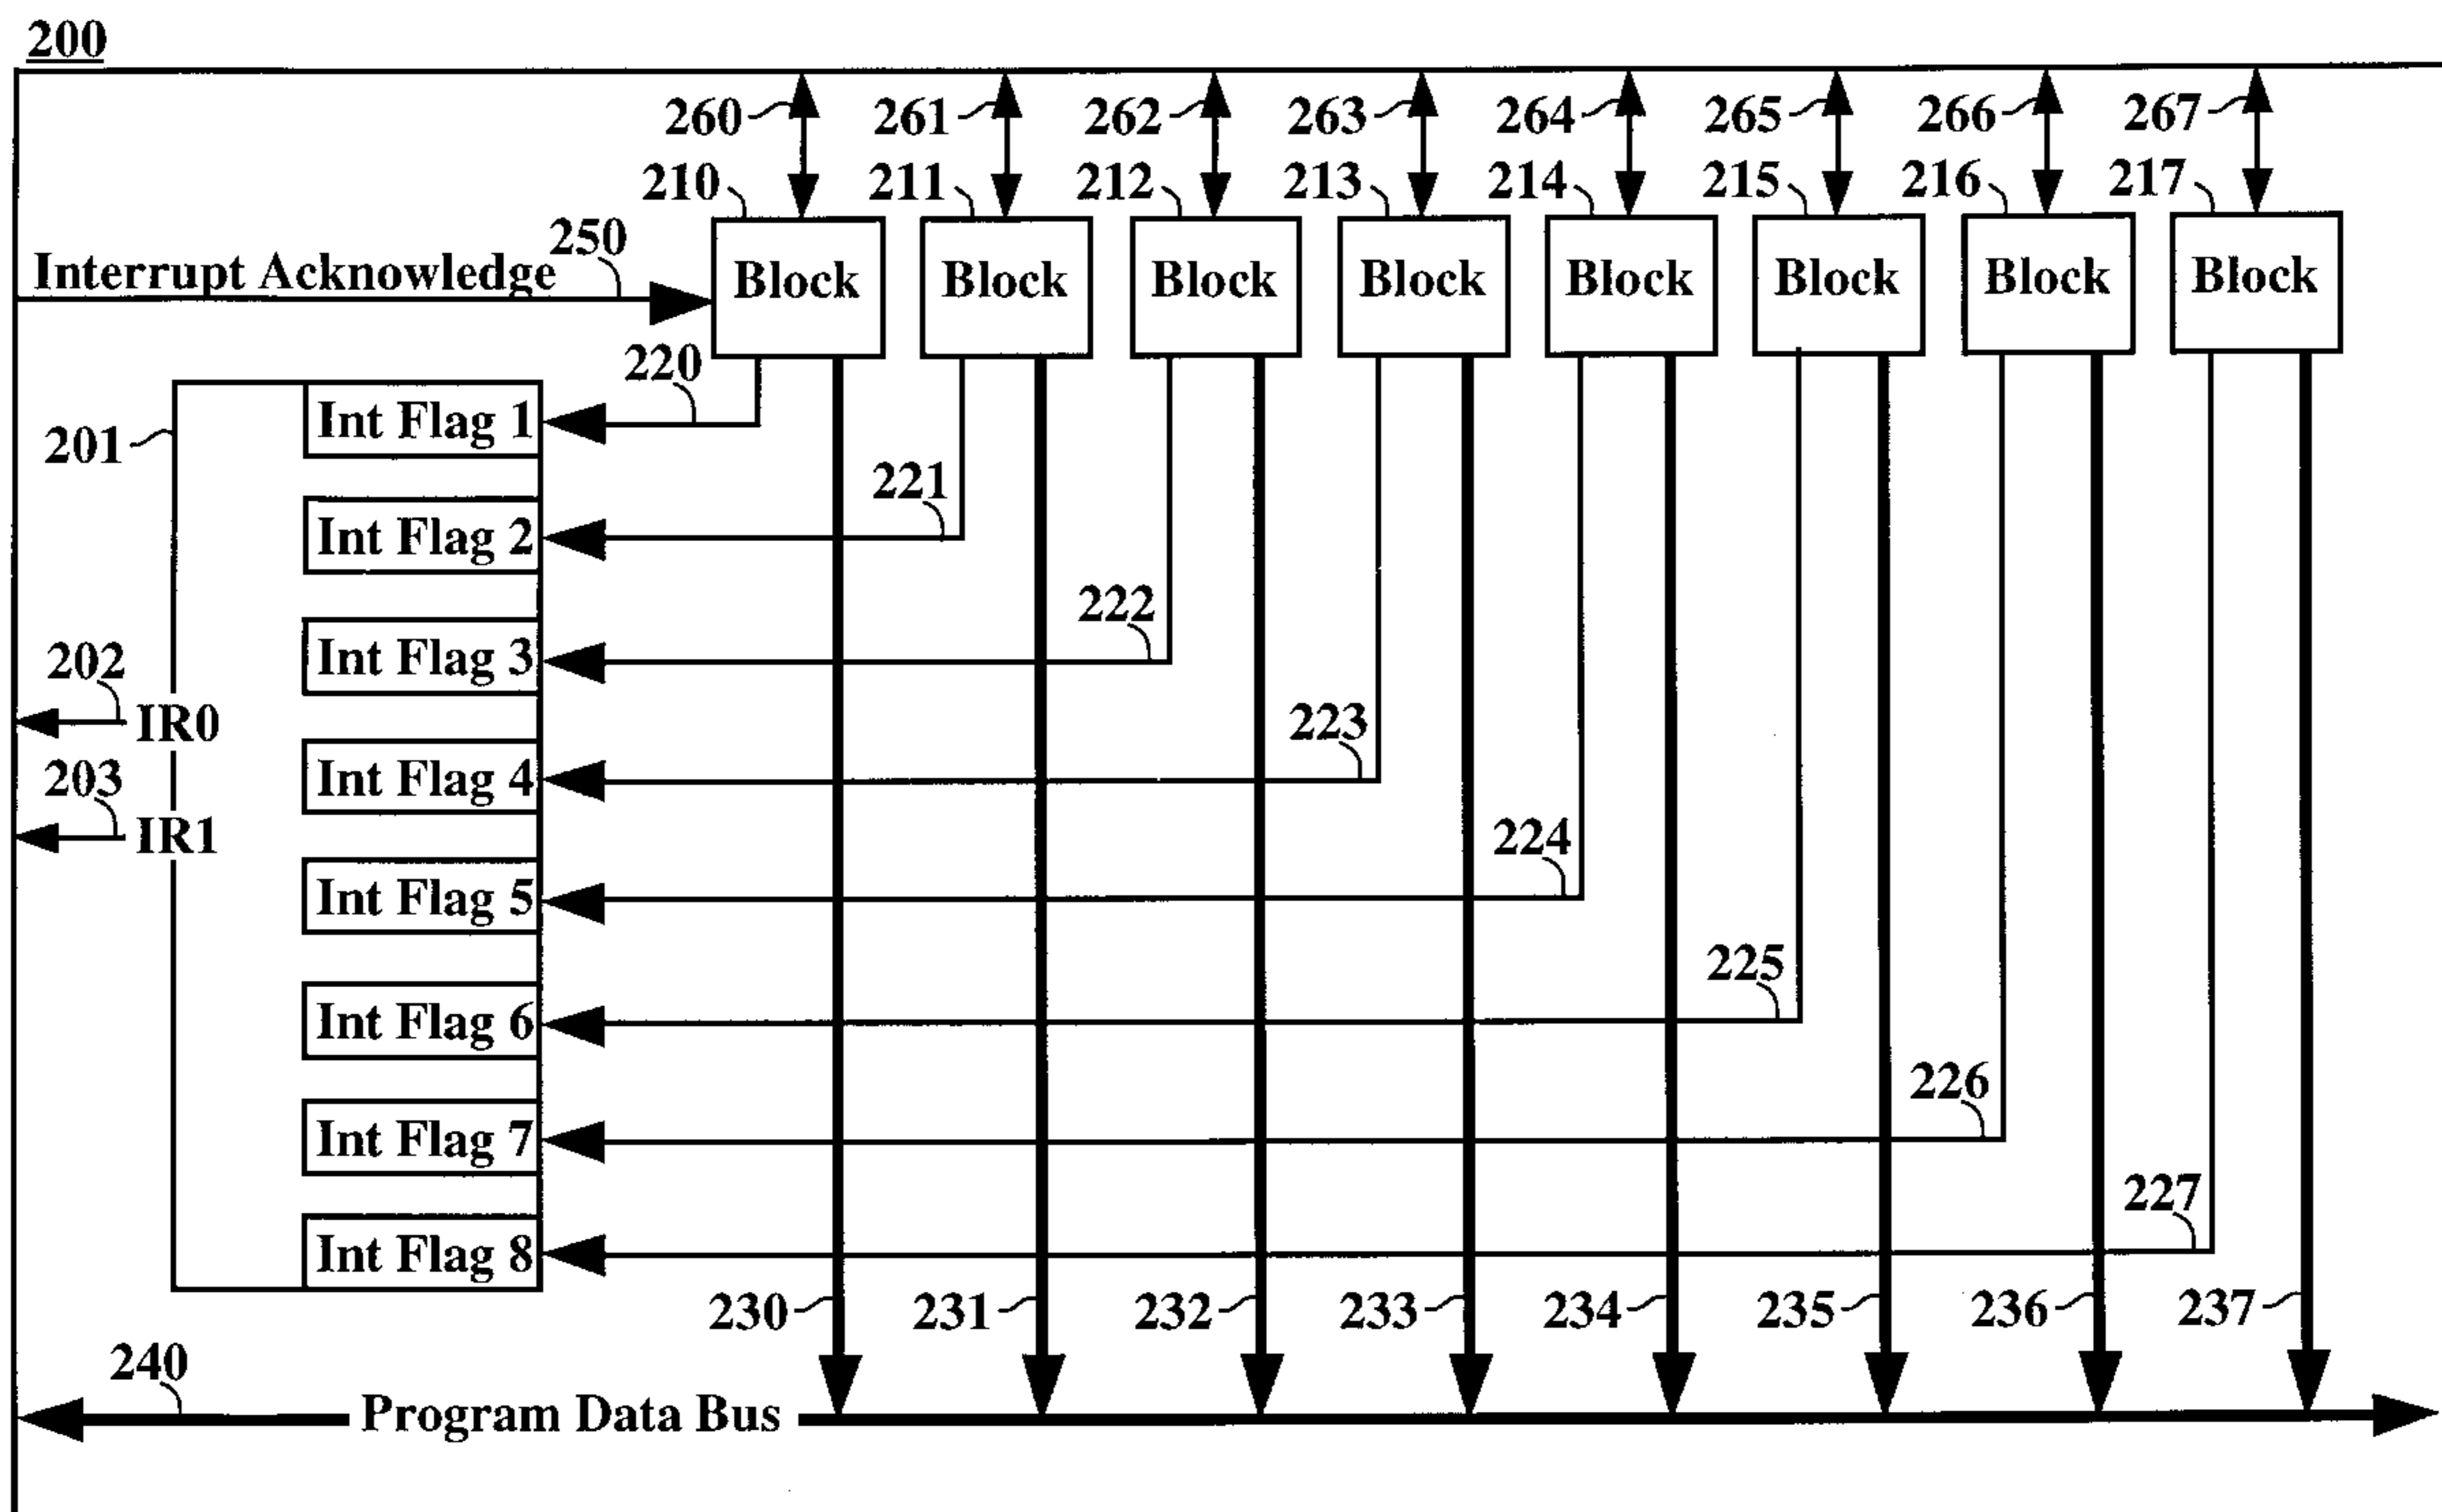 200
260 261 262 263 264 265 266 267
210 211 212 213 214 215 216 217
250
Interrupt Acknowledge
Block Block Block Block Block Block Block Block
220
Int Flag 1
201
221
Int Flag 2
222
Int Flag 3
202
IR0
223
203
Int Flag 4
IR1
224
Int Flag 5
225
Int Flag 6
226
Int Flag 7
227
Int Flag 8
230 231 232 233 234 235 236 237
240
Program Data Bus